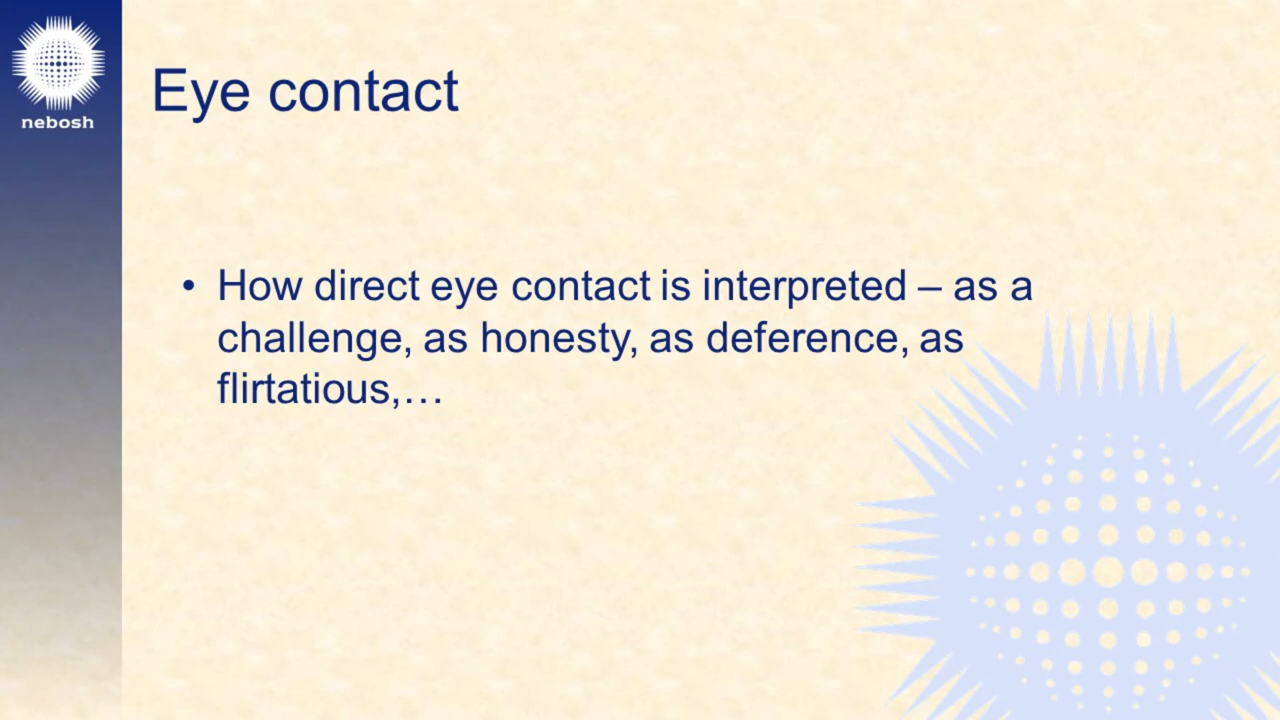 nebosh
Eye contact
• How direct eye contact is interpreted – as a
challenge, as honesty, as deference, as
flirtatious,…